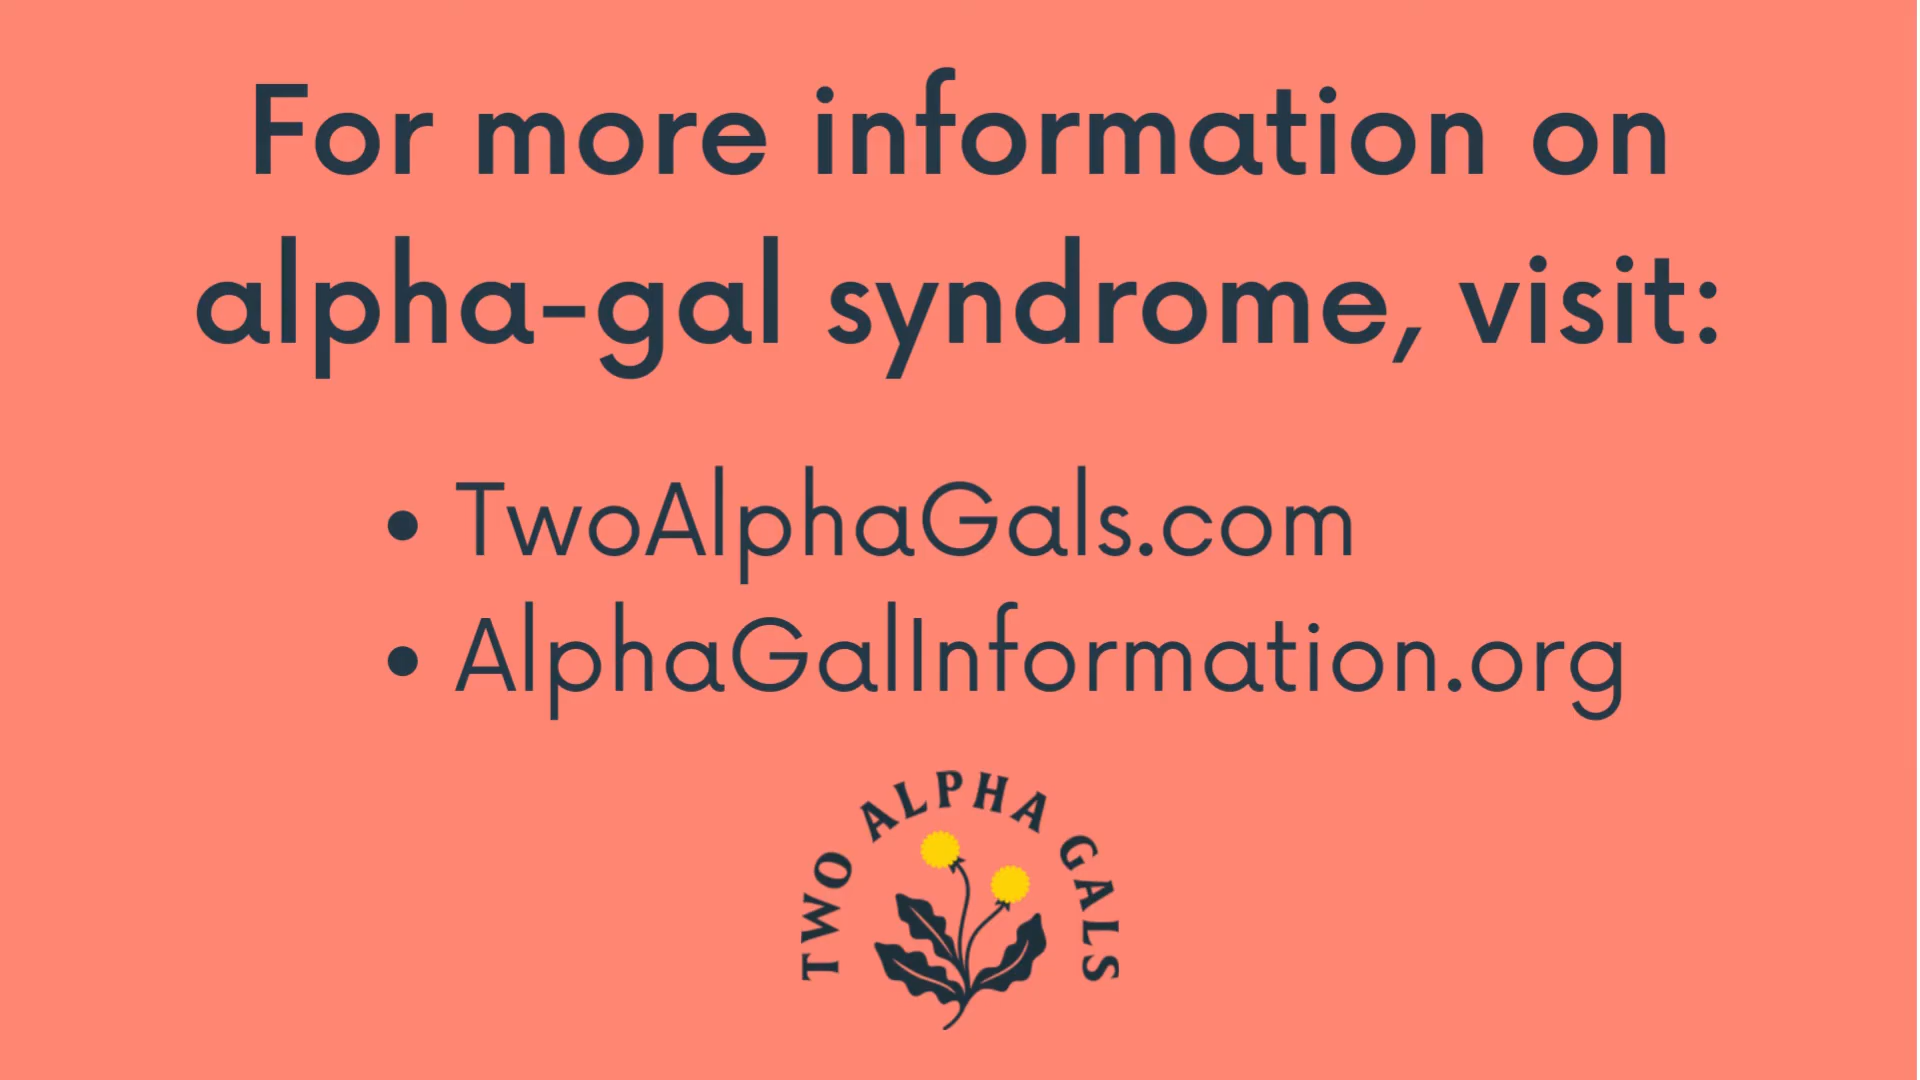 For more information on
alpha-gal syndrome, visit:
• TwoAlphaGals.com
• AlphaGalInformation.org
TWO ALPHA GALS